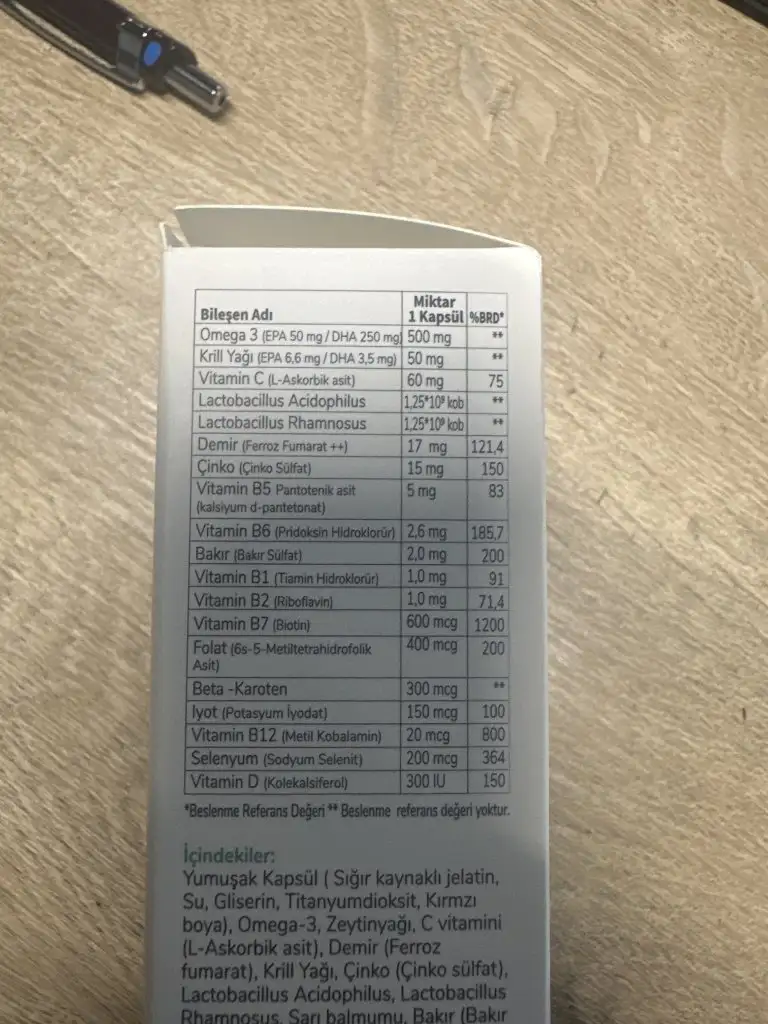 Bileşen Adı Miktar 1 Kapsül %BRD*
Omega 3 (EPA 50 mg / DHA 250 mg) 500 mg **
Krill Yağı (EPA 6,6 mg / DHA 3,5 mg) 50 mg **
Vitamin C (L-Askorbik asit) 60 mg 75
Lactobacillus Acidophilus 1,25*10⁹ kob **
Lactobacillus Rhamnosus 1,25*10⁹ kob **
Demir (Ferroz Fumarat ++) 17 mg 121,4
Çinko (Çinko Sülfat) 15 mg 150
Vitamin B5 Pantotenik asit 5 mg 83
(kalsiyum d-pantetonat)
Vitamin B6 (Pridoksin Hidroklorür) 2,6 mg 185,7
Bakır (Bakır Sülfat) 2,0 mg 200
Vitamin B1 (Tiamin Hidroklorür) 1,0 mg 91
Vitamin B2 (Riboflavin) 1,0 mg 71,4
Vitamin B7 (Biotin) 600 mcg 1200
Folat (6s-5-Metiltetrahidrofolik 400 mcg 200
Asit)
Beta -Karoten 300 mcg **
Iyot (Potasyum İyodat) 150 mcg 100
Vitamin B12 (Metil Kobalamin) 20 mcg 800
Selenyum (Sodyum Selenit) 200 mcg 364
Vitamin D (Kolekalsiferol) 300 IU 150
*Beslenme Referans Değeri ** Beslenme referans değeri yoktur.
İçindekiler:
Yumuşak Kapsül ( Sığır kaynaklı jelatin,
Su, Gliserin, Titanyumdioksit, Kırmzı
boya), Omega-3, Zeytinyağı, C vitamini
(L-Askorbik asit), Demir (Ferroz
fumarat), Krill Yağı, Çinko (Çinko sülfat),
Lactobacillus Acidophilus, Lactobacillus
Rhamnosus, Sarı balmumu, Bakır (Bakır